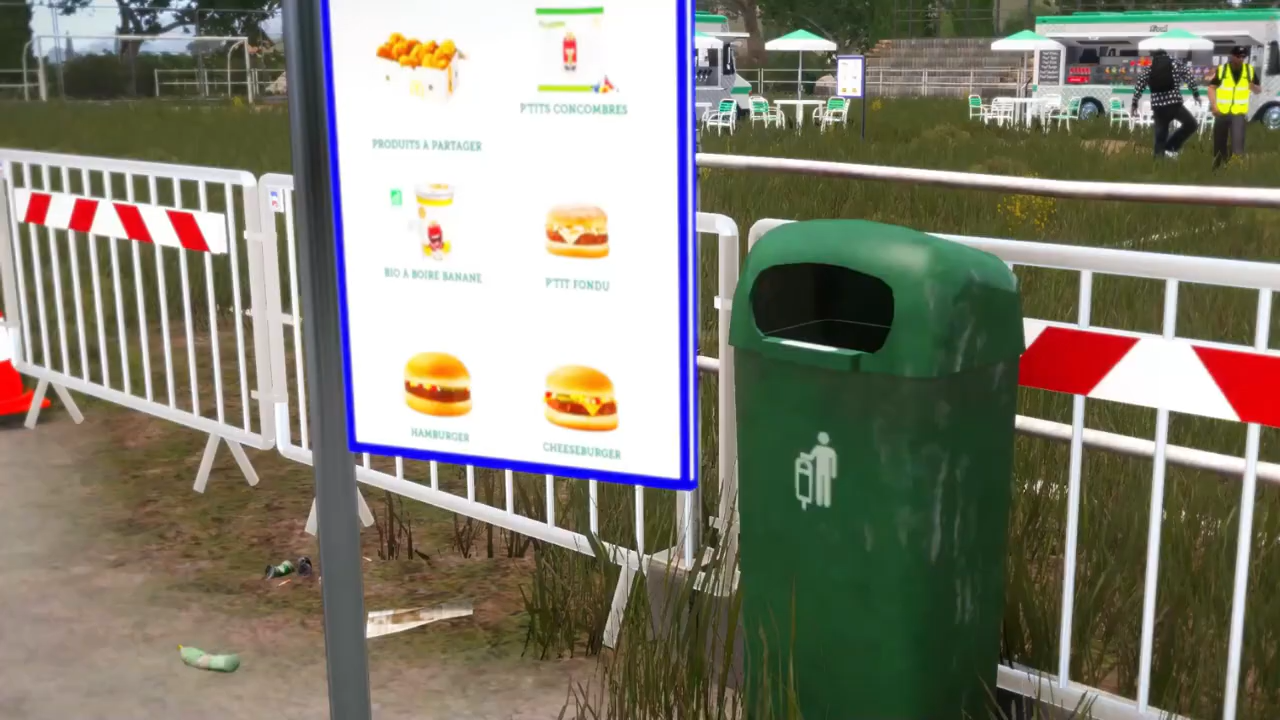 P'TITS CONCOMBRES
PRODUITS A PARTAGER
BIO A BOIRE BANANE
P'TIT FONDU
HAMBURGER
CHEESEBURGER